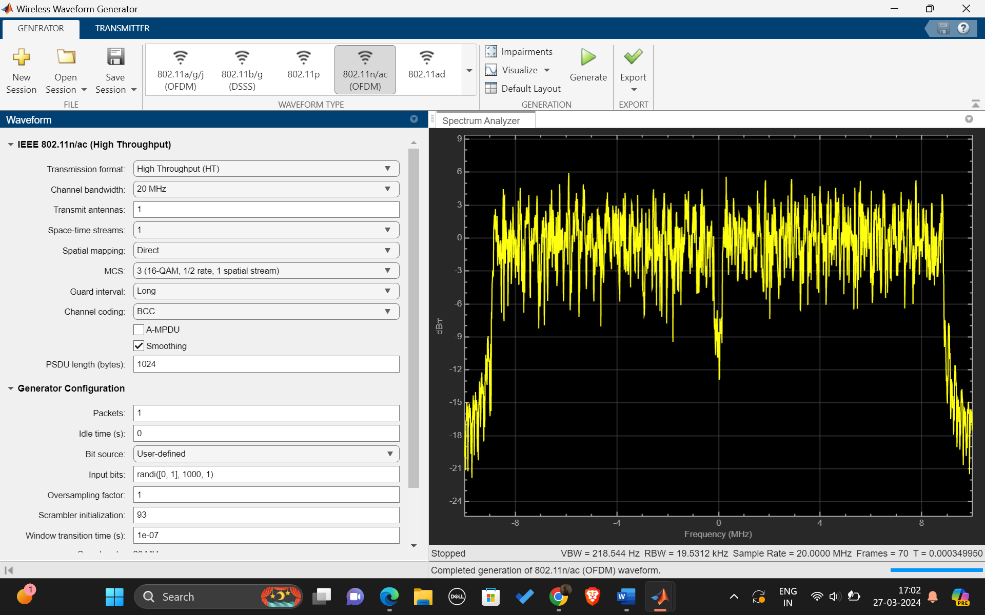 Wireless Waveform Generator
GENERATOR TRANSMITTER
New Session
Open Session
Save Session
FILE
802.11a/g/j (OFDM)
802.11b/g (DSSS)
802.11p
802.11n/ac (OFDM)
802.11ad
WAVEFORM TYPE
Impairments
Visualize
Default Layout
Generate
GENERATION
Export
EXPORT
Waveform
IEEE 802.11n/ac (High Throughput)
Transmission format: High Throughput (HT)
Channel bandwidth: 20 MHz
Transmit antennas: 1
Space-time streams: 1
Spatial mapping: Direct
MCS: 3 (16-QAM, 1/2 rate, 1 spatial stream)
Guard interval: Long
Channel coding: BCC
A-MPDU
Smoothing
PSDU length (bytes): 1024
Generator Configuration
Packets: 1
Idle time (s): 0
Bit source: User-defined
Input bits: randi([0, 1], 1000, 1)
Oversampling factor: 1
Scrambler initialization: 93
Window transition time (s): 1e-07
Spectrum Analyzer
9
6
3
0
-3
-6
-9
-12
-15
-18
-21
-24
dBm
-8 -4 0 4 8
Frequency (MHz)
Stopped VBW = 218.544 Hz RBW = 19.5312 kHz Sample Rate = 20.0000 MHz Frames = 70 T = 0.000349950
Completed generation of 802.11n/ac (OFDM) waveform.
1
Search
DELL
W
ENG
IN
17:02
27-03-2024
PRE